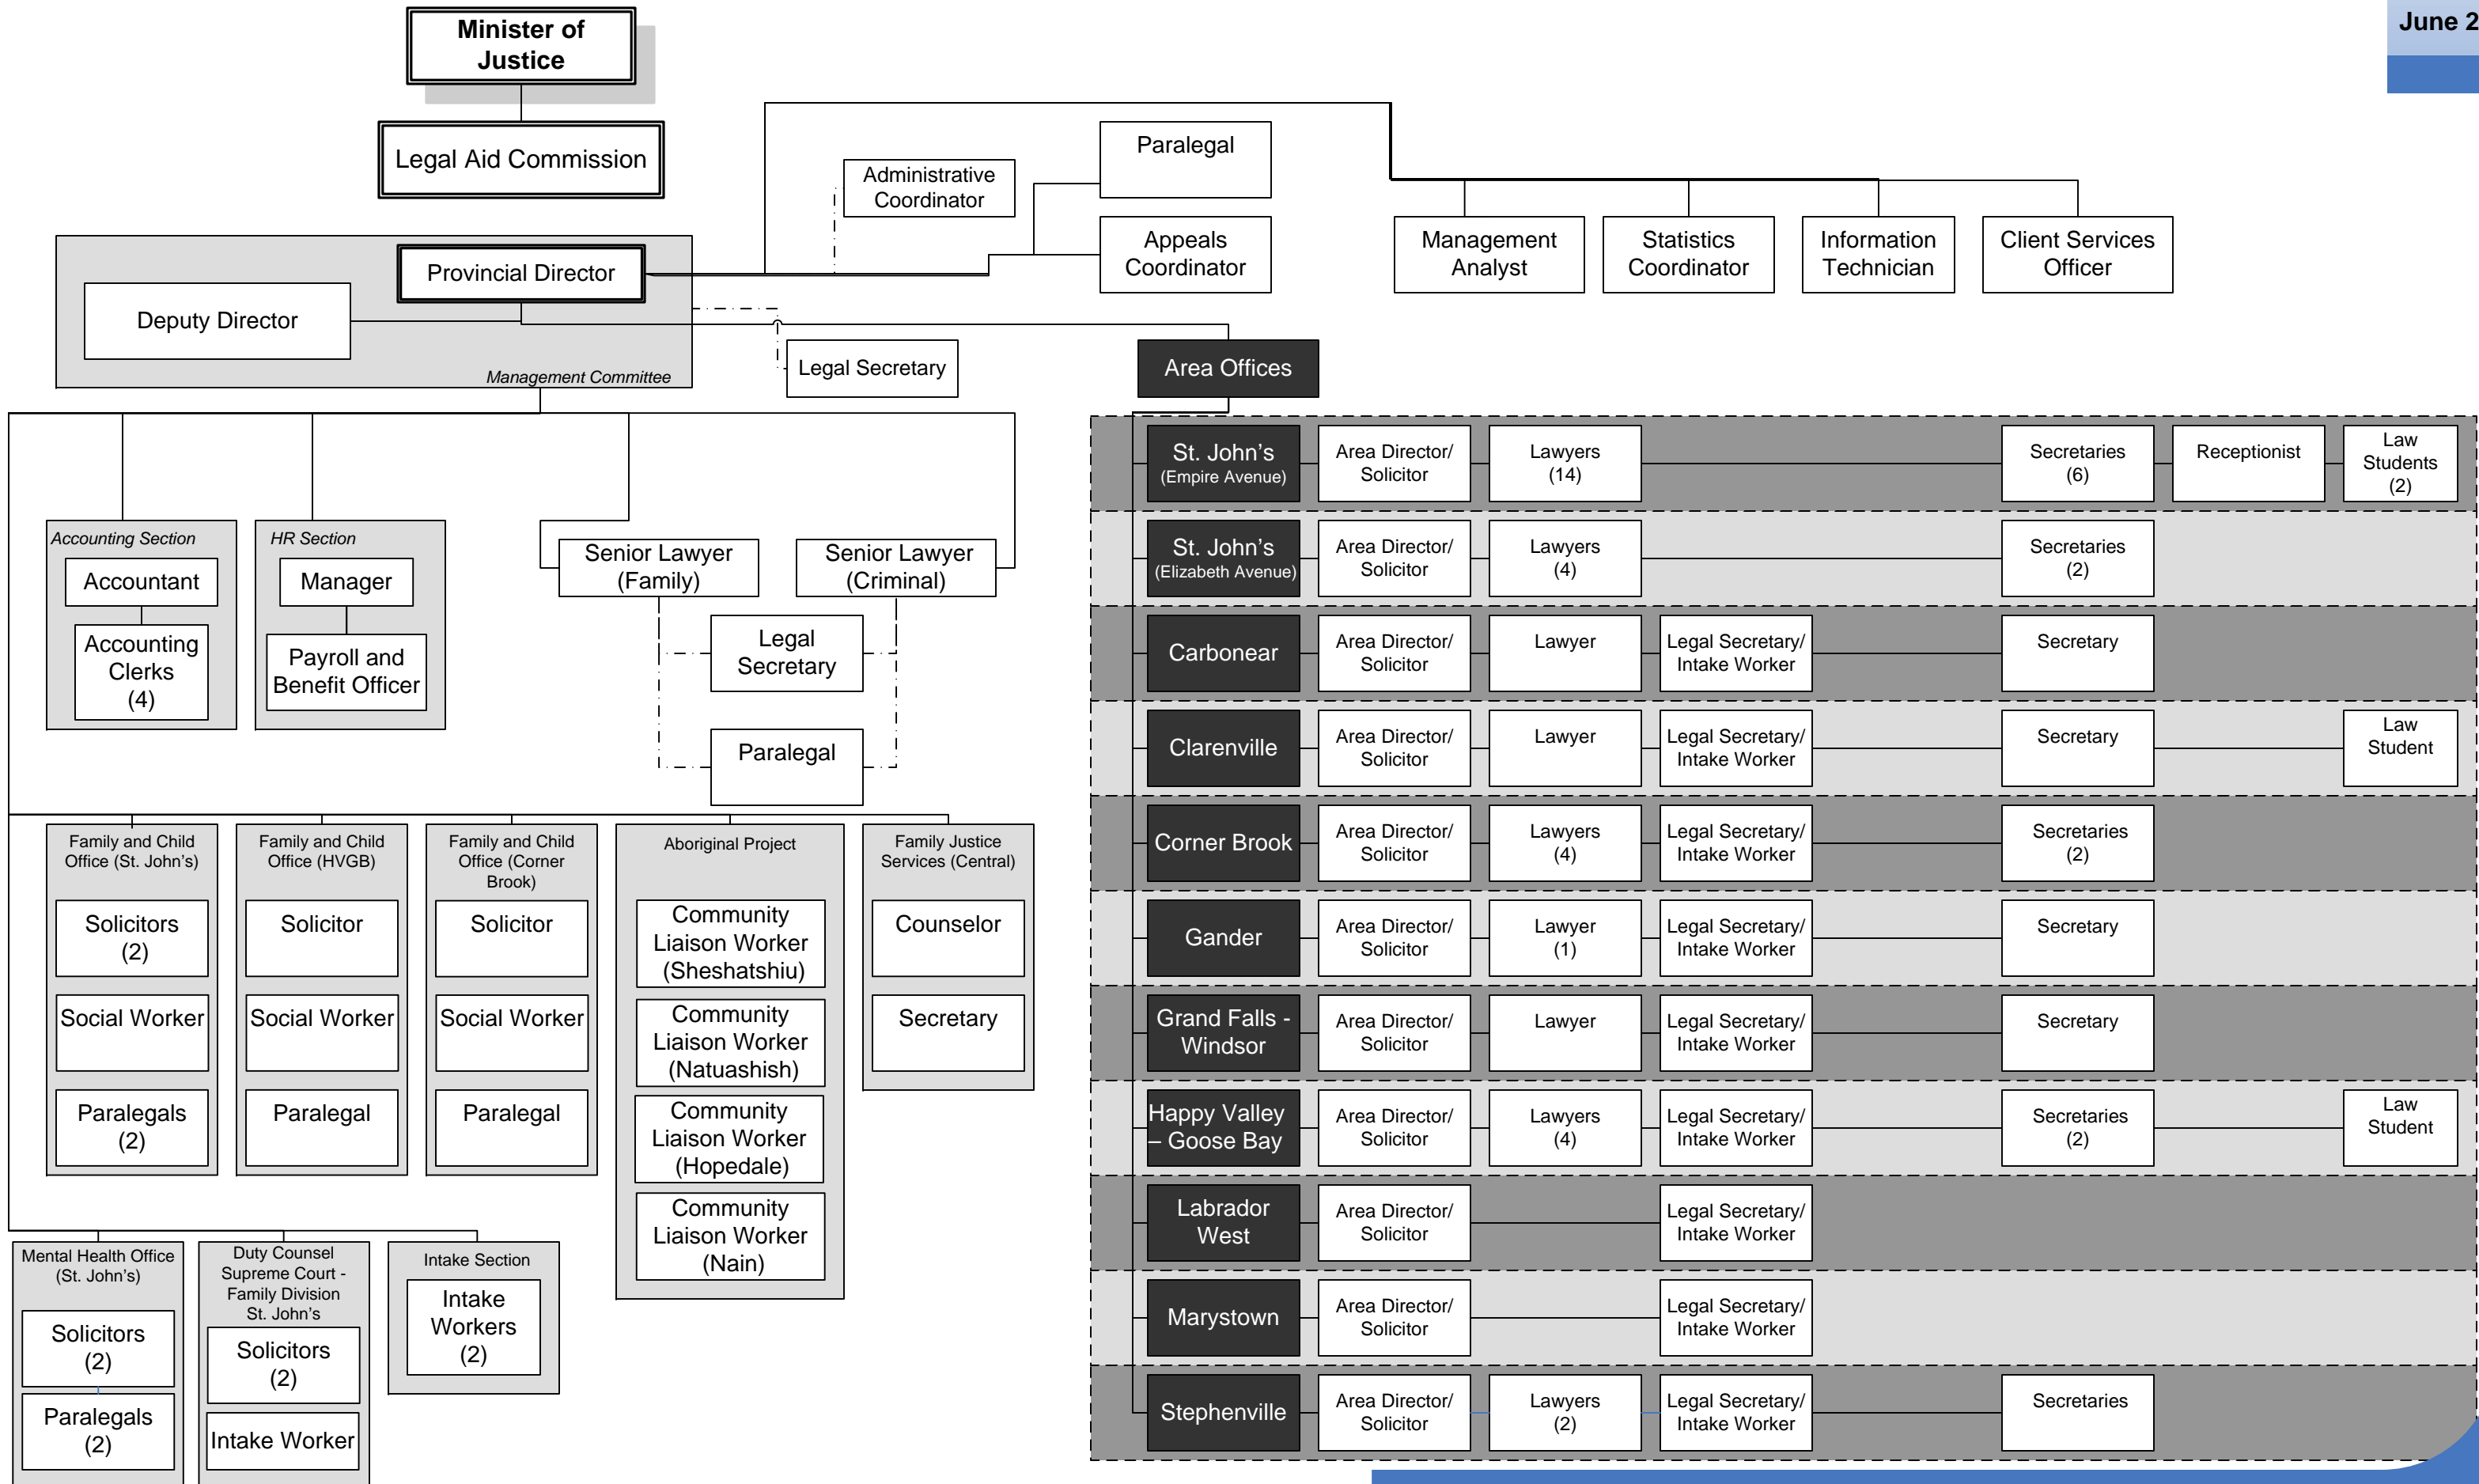 June 2
Minister of
Justice
Legal Aid Commission
Administrative
Coordinator
Paralegal
Appeals
Coordinator
Management
Analyst
Statistics
Coordinator
Information
Technician
Client Services
Officer
Provincial Director
Deputy Director
Management Committee
Legal Secretary
Area Offices
Accounting Section
Accountant
Accounting
Clerks
(4)
HR Section
Manager
Payroll and
Benefit Officer
Senior Lawyer
(Family)
Senior Lawyer
(Criminal)
Legal
Secretary
Paralegal
Family and Child
Office (St. John’s)
Solicitors
(2)
Social Worker
Paralegals
(2)
Family and Child
Office (HVGB)
Solicitor
Social Worker
Paralegal
Family and Child
Office (Corner
Brook)
Solicitor
Social Worker
Paralegal
Aboriginal Project
Community
Liaison Worker
(Sheshatshiu)
Community
Liaison Worker
(Natuashish)
Community
Liaison Worker
(Hopedale)
Community
Liaison Worker
(Nain)
Family Justice
Services (Central)
Counselor
Secretary
Mental Health Office
(St. John’s)
Solicitors
(2)
Paralegals
(2)
Duty Counsel
Supreme Court -
Family Division
St. John’s
Solicitors
(2)
Intake Worker
Intake Section
Intake
Workers
(2)
St. John’s
(Empire Avenue)
Area Director/
Solicitor
Lawyers
(14)
Secretaries
(6)
Receptionist
Law
Students
(2)
St. John’s
(Elizabeth Avenue)
Area Director/
Solicitor
Lawyers
(4)
Secretaries
(2)
Carbonear
Area Director/
Solicitor
Lawyer
Legal Secretary/
Intake Worker
Secretary
Clarenville
Area Director/
Solicitor
Lawyer
Legal Secretary/
Intake Worker
Secretary
Law
Student
Corner Brook
Area Director/
Solicitor
Lawyers
(4)
Legal Secretary/
Intake Worker
Secretaries
(2)
Gander
Area Director/
Solicitor
Lawyer
(1)
Legal Secretary/
Intake Worker
Secretary
Grand Falls -
Windsor
Area Director/
Solicitor
Lawyer
Legal Secretary/
Intake Worker
Secretary
Happy Valley
– Goose Bay
Area Director/
Solicitor
Lawyers
(4)
Legal Secretary/
Intake Worker
Secretaries
(2)
Law
Student
Labrador
West
Area Director/
Solicitor
Legal Secretary/
Intake Worker
Marystown
Area Director/
Solicitor
Legal Secretary/
Intake Worker
Stephenville
Area Director/
Solicitor
Lawyers
(2)
Legal Secretary/
Intake Worker
Secretaries